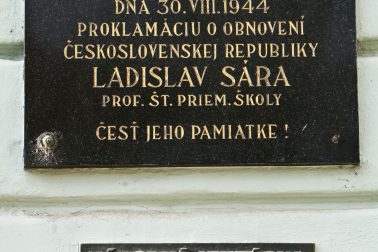 DŇA 30.VIII.1944
PROKLAMÁCIU O OBNOVENÍ
ČESKOSLOVENSKEJ REPUBLIKY
LADISLAV SÁRA
PROF. ŠT. PRIEM. ŠKOLY
ČESŤ JEHO PAMIATKE !